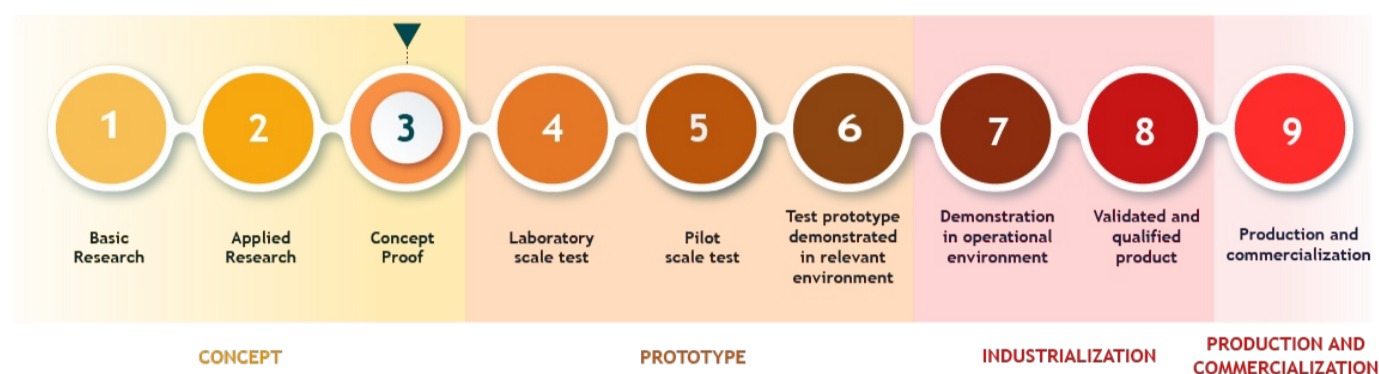 1
2
3
4
5
6
7
8
9
Basic
Research
Applied
Research
Concept
Proof
Laboratory
scale test
Pilot
scale test
Test prototype
demonstrated
in relevant
environment
Demonstration
in operational
environment
Validated and
qualified
product
Production and
commercialization
CONCEPT
PROTOTYPE
INDUSTRIALIZATION
PRODUCTION AND
COMMERCIALIZATION